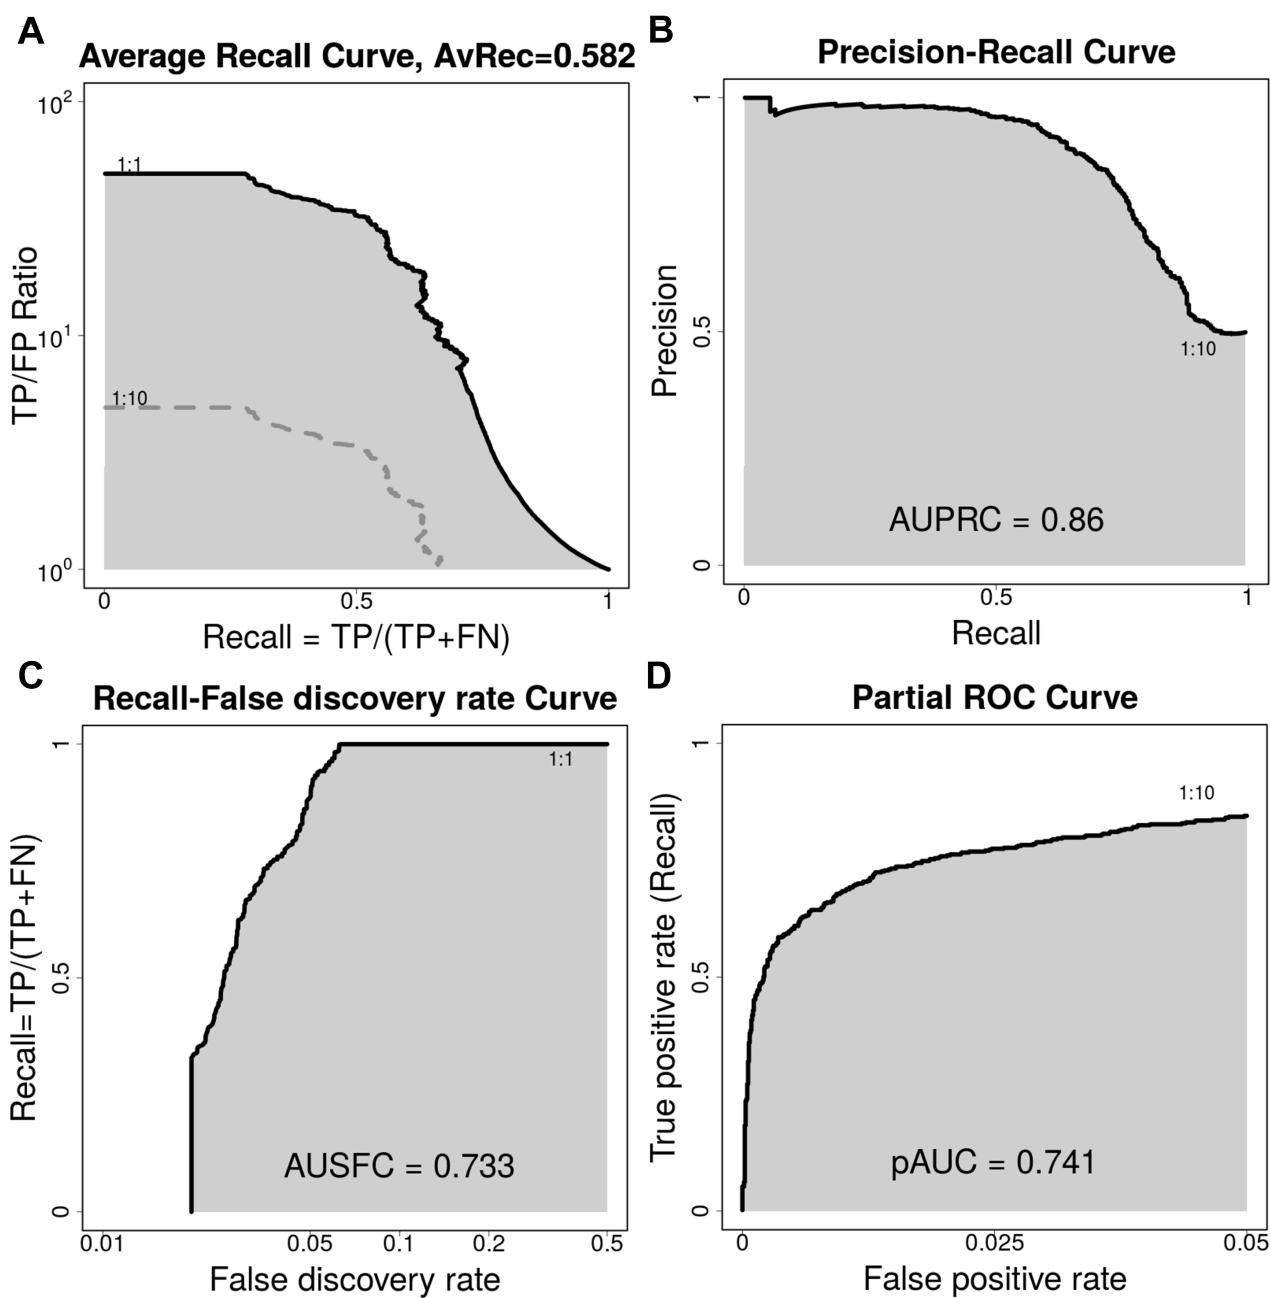 A
Average Recall Curve, AvRec=0.582
TP/FP Ratio
10²
10¹
10⁰
1:1
1:10
0
0.5
1
Recall = TP/(TP+FN)
B
Precision-Recall Curve
Precision
1
0.5
0
1:10
AUPRC = 0.86
0
0.5
1
Recall
C
Recall-False discovery rate Curve
Recall=TP/(TP+FN)
1
0.5
0
1:1
AUSFC = 0.733
0.01
0.05
0.1
0.2
0.5
False discovery rate
D
Partial ROC Curve
True positive rate (Recall)
1
0.5
0
1:10
pAUC = 0.741
0
0.025
0.05
False positive rate